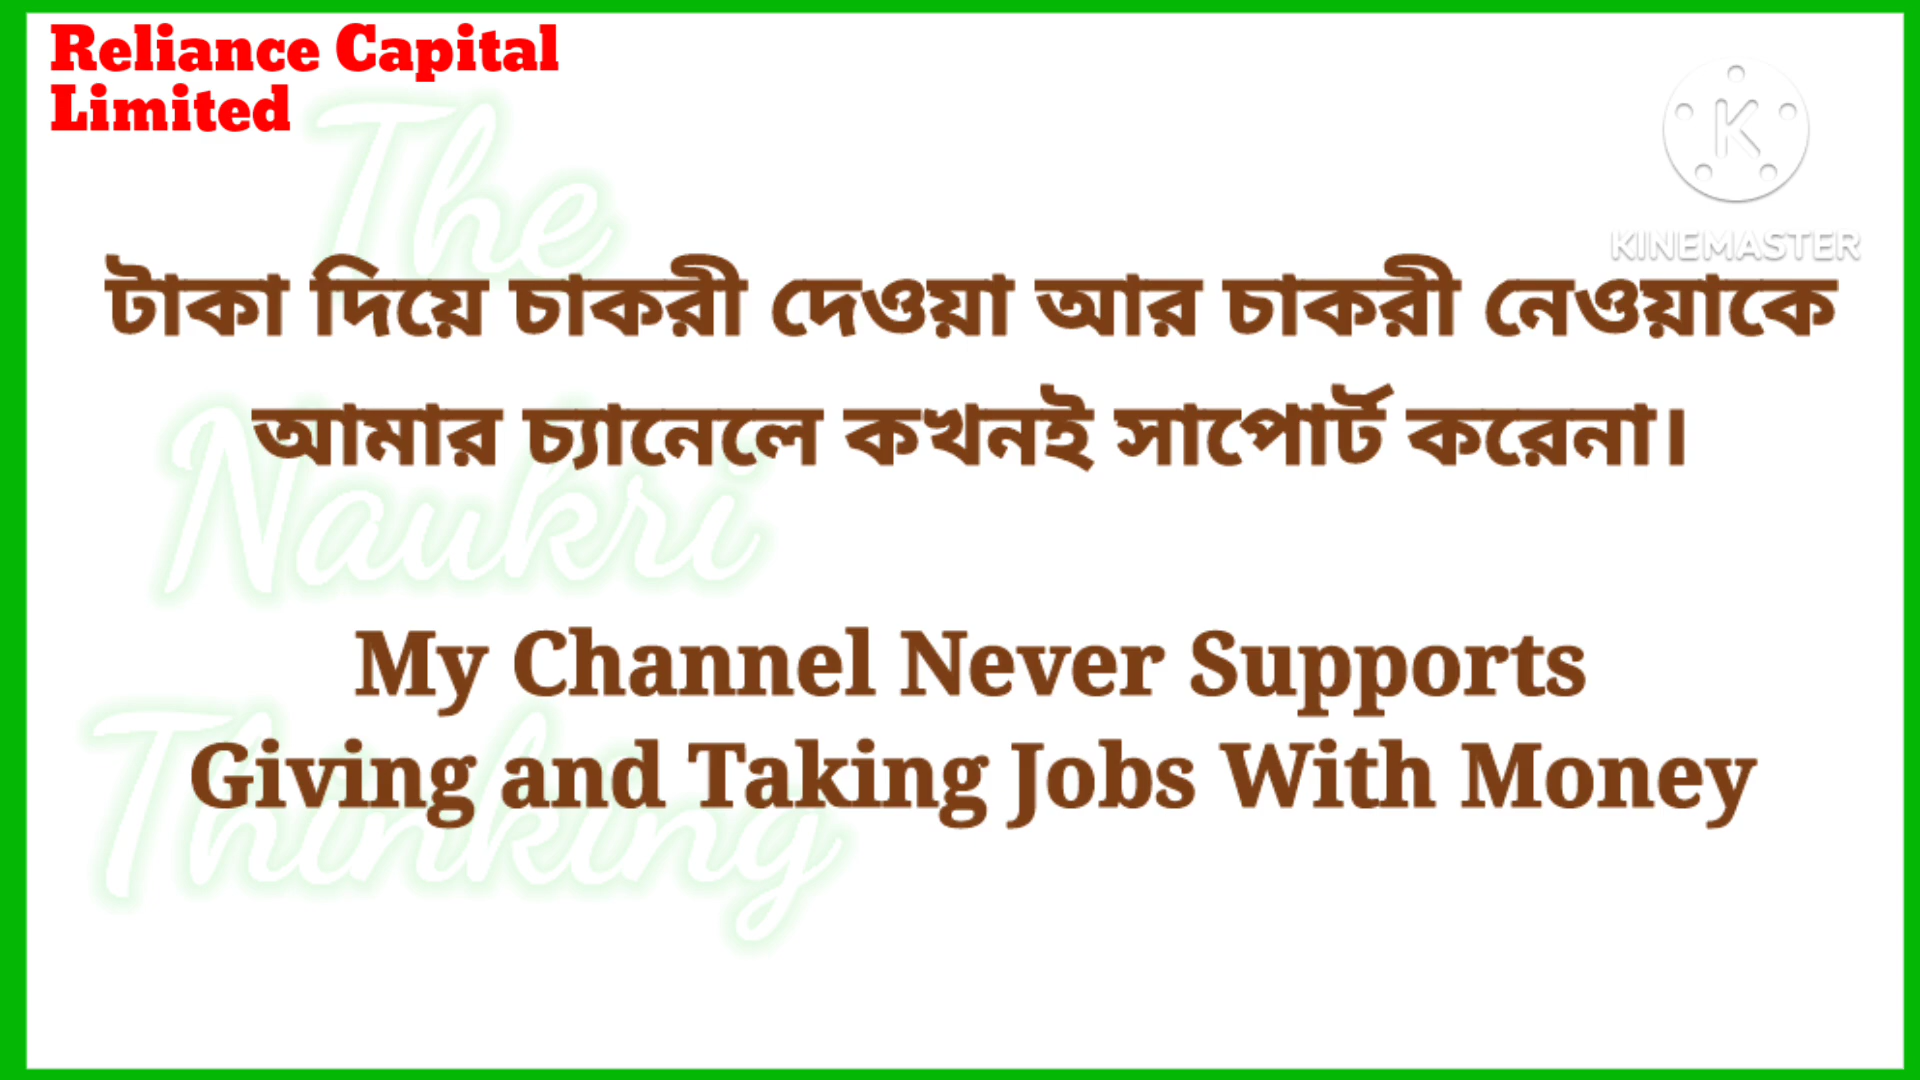 Reliance Capital
Limited
The
KINEMASTER
টাকা দিয়ে চাকরী দেওয়া আর চাকরী নেওয়াকে
আমার চ্যানেলে কখনই সাপোর্ট করেনা।
Naukri
My Channel Never Supports
Giving and Taking Jobs With Money
Thinking